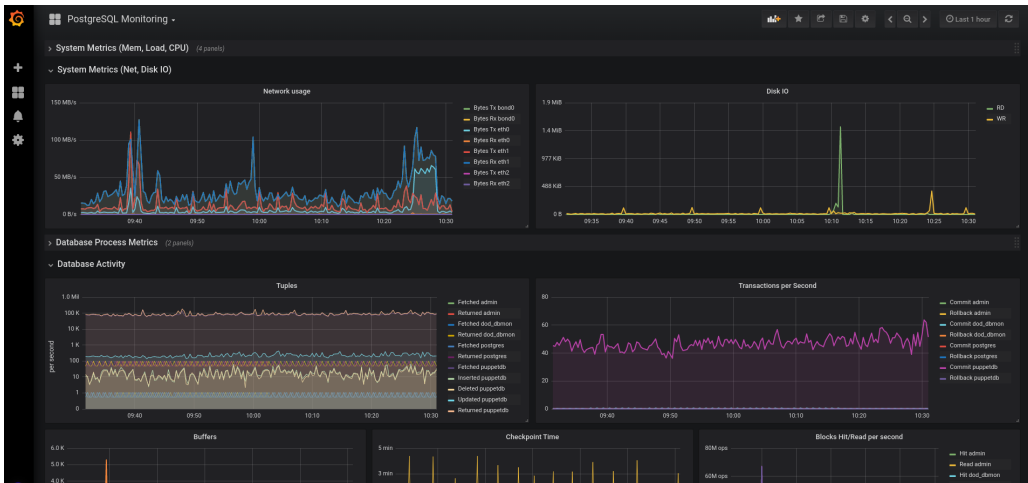 PostgreSQL Monitoring
Last 1 hour
System Metrics (Mem, Load, CPU) (4 panels)
System Metrics (Net, Disk IO)
Network usage
150 MB/s
100 MB/s
50 MB/s
0 B/s
09:40 09:50 10:00 10:10 10:20 10:30
Bytes Tx bond0
Bytes Rx bond0
Bytes Tx eth0
Bytes Rx eth0
Bytes Tx eth1
Bytes Rx eth1
Bytes Tx eth2
Bytes Rx eth2
Disk IO
1.9 MiB
1.4 MiB
977 KiB
488 KiB
0 B
09:35 09:40 09:45 09:50 09:55 10:00 10:05 10:10 10:15 10:20 10:25 10:30
RD
WR
Database Process Metrics (2 panels)
Database Activity
Tuples
per second
1.0 Mil
100 K
10 K
1 K
100
10
1
0
09:40 09:50 10:00 10:10 10:20 10:30
Fetched admin
Returned admin
Fetched dod_dbmon
Returned dod_dbmon
Fetched postgres
Returned postgres
Fetched puppetdb
Inserted puppetdb
Deleted puppetdb
Updated puppetdb
Returned puppetdb
Transactions per Second
80
60
40
20
0
09:40 09:50 10:00 10:10 10:20 10:30
Commit admin
Rollback admin
Commit dod_dbmon
Rollback dod_dbmon
Commit postgres
Rollback postgres
Commit puppetdb
Rollback puppetdb
Buffers
6.0 K
5.0 K
4.0 K
Checkpoint Time
5 min
3 min
Blocks Hit/Read per second
80M ops
60M ops
Hit admin
Read admin
Hit dod_dbmon